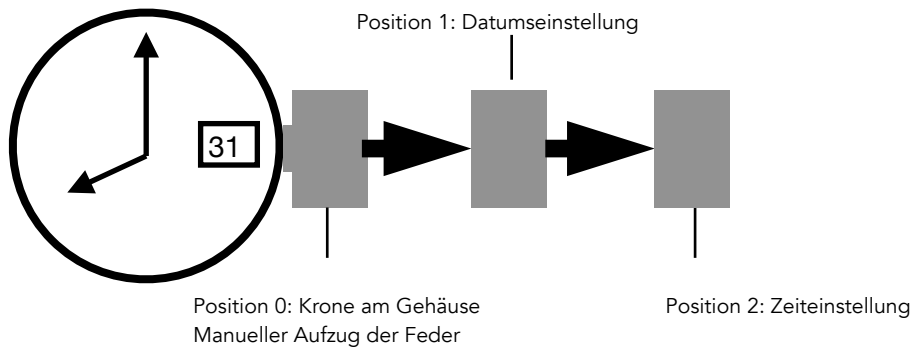 Position 1: Datumseinstellung
31
Position 0: Krone am Gehäuse
Manueller Aufzug der Feder
Position 2: Zeiteinstellung